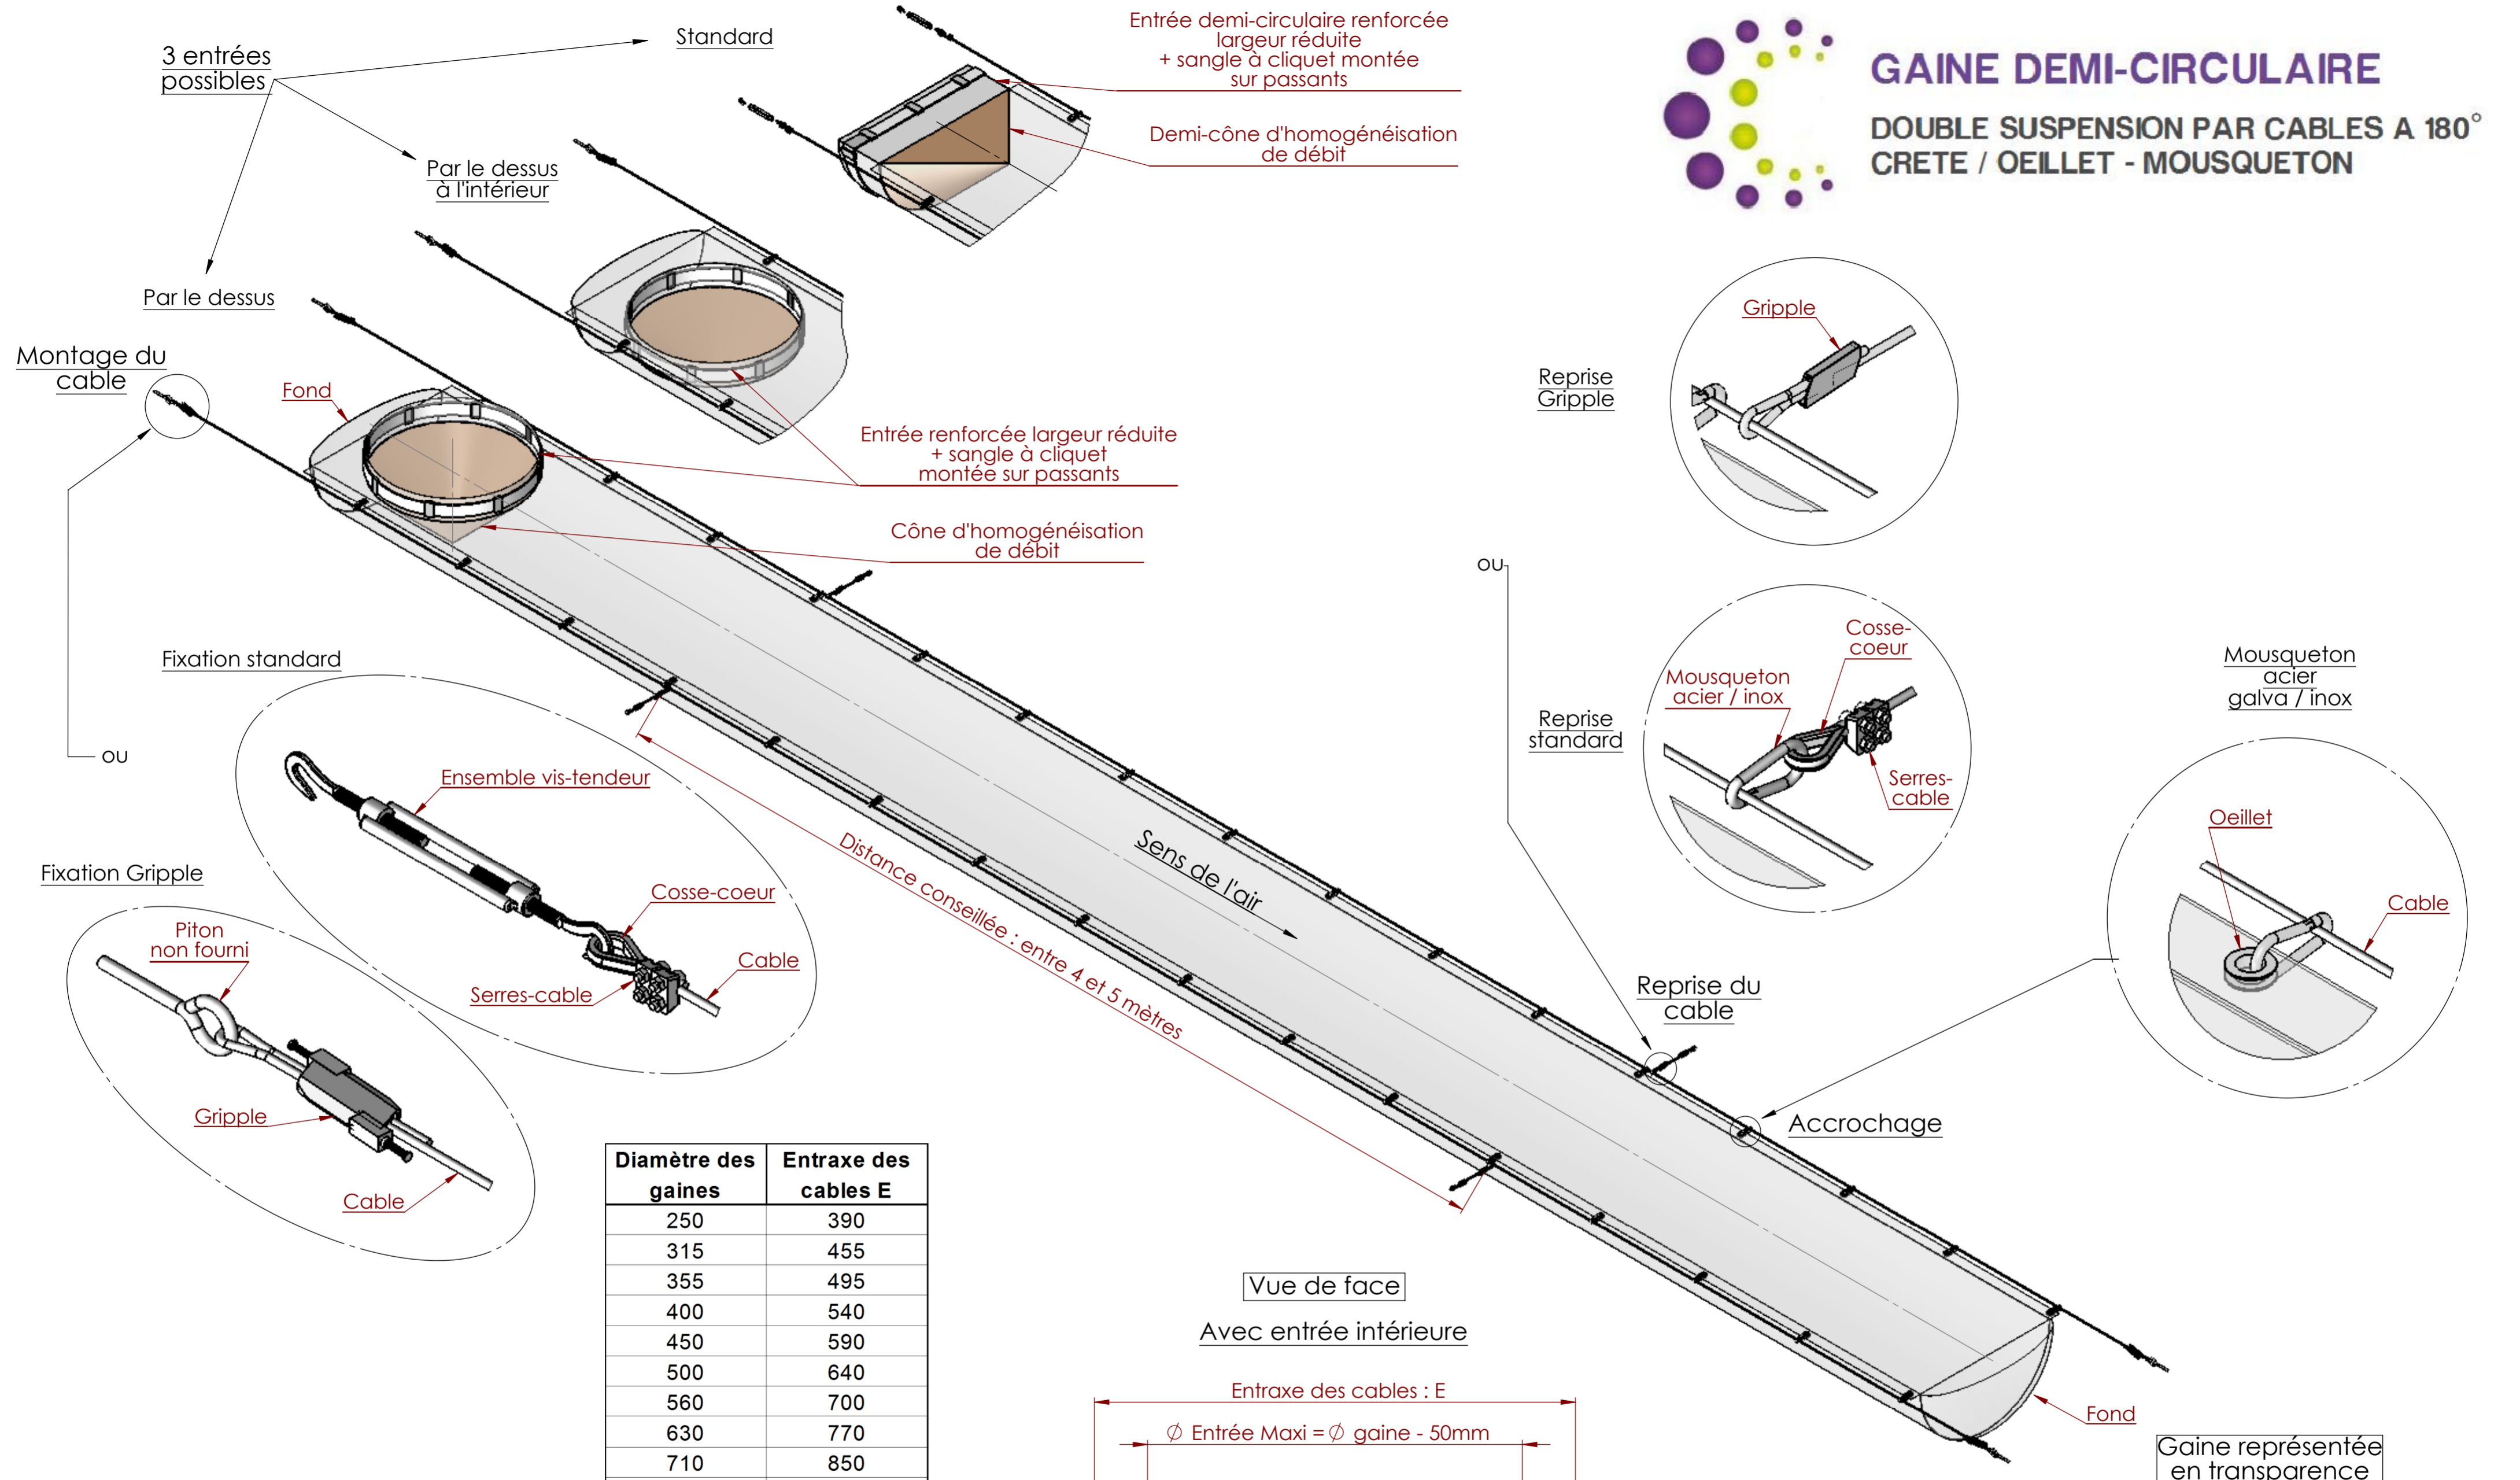 GAINE DEMI-CIRCULAIRE
DOUBLE SUSPENSION PAR CABLES A 180°
CRETE / OEILLET - MOUSQUETON
3 entrées
possibles
Standard
Par le dessus
à l'intérieur
Par le dessus
Entrée demi-circulaire renforcée
largeur réduite
+ sangle à cliquet montée
sur passants
Demi-cône d'homogénéisation
de débit
Montage du
cable
Fond
Entrée renforcée largeur réduite
+ sangle à cliquet
montée sur passants
Cône d'homogénéisation
de débit
OU
Fixation standard
Ensemble vis-tendeur
Cosse-coeur
Cable
Serres-cable
Fixation Gripple
Piton
non fourni
Gripple
Cable
Distance conseillée : entre 4 et 5 mètres
Sens de l'air
Reprise
Gripple
Gripple
OU
Reprise
standard
Mousqueton
acier / inox
Cosse-
coeur
Serres-
cable
Mousqueton
acier
galva / inox
Oeillet
Cable
Reprise du
cable
Accrochage
Diamètre des
gaines
Entraxe des
cables E
250 390
315 455
355 495
400 540
450 590
500 640
560 700
630 770
710 850
Vue de face
Avec entrée intérieure
Entraxe des cables : E
∅ Entrée Maxi = ∅ gaine - 50mm
Fond
Gaine représentée
en transparence